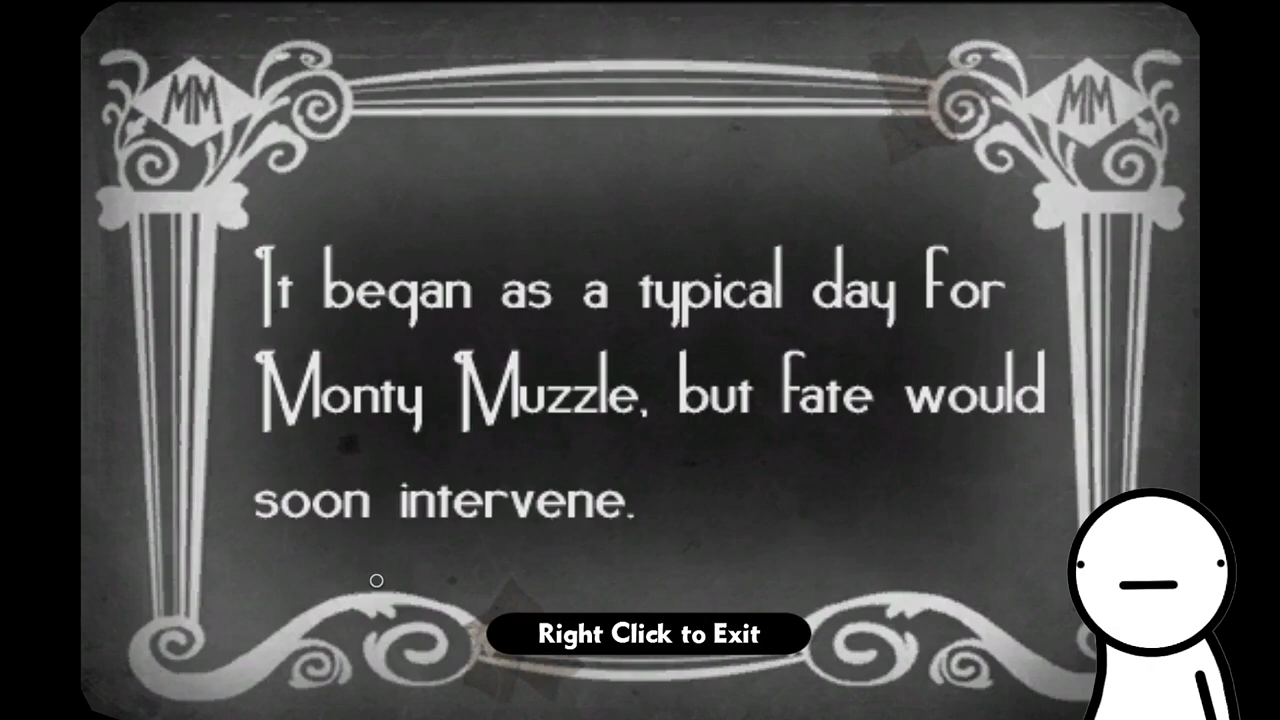 MM
MM
It began as a typical day for
Monty Muzzle, but fate would
soon intervene.
Right Click to Exit